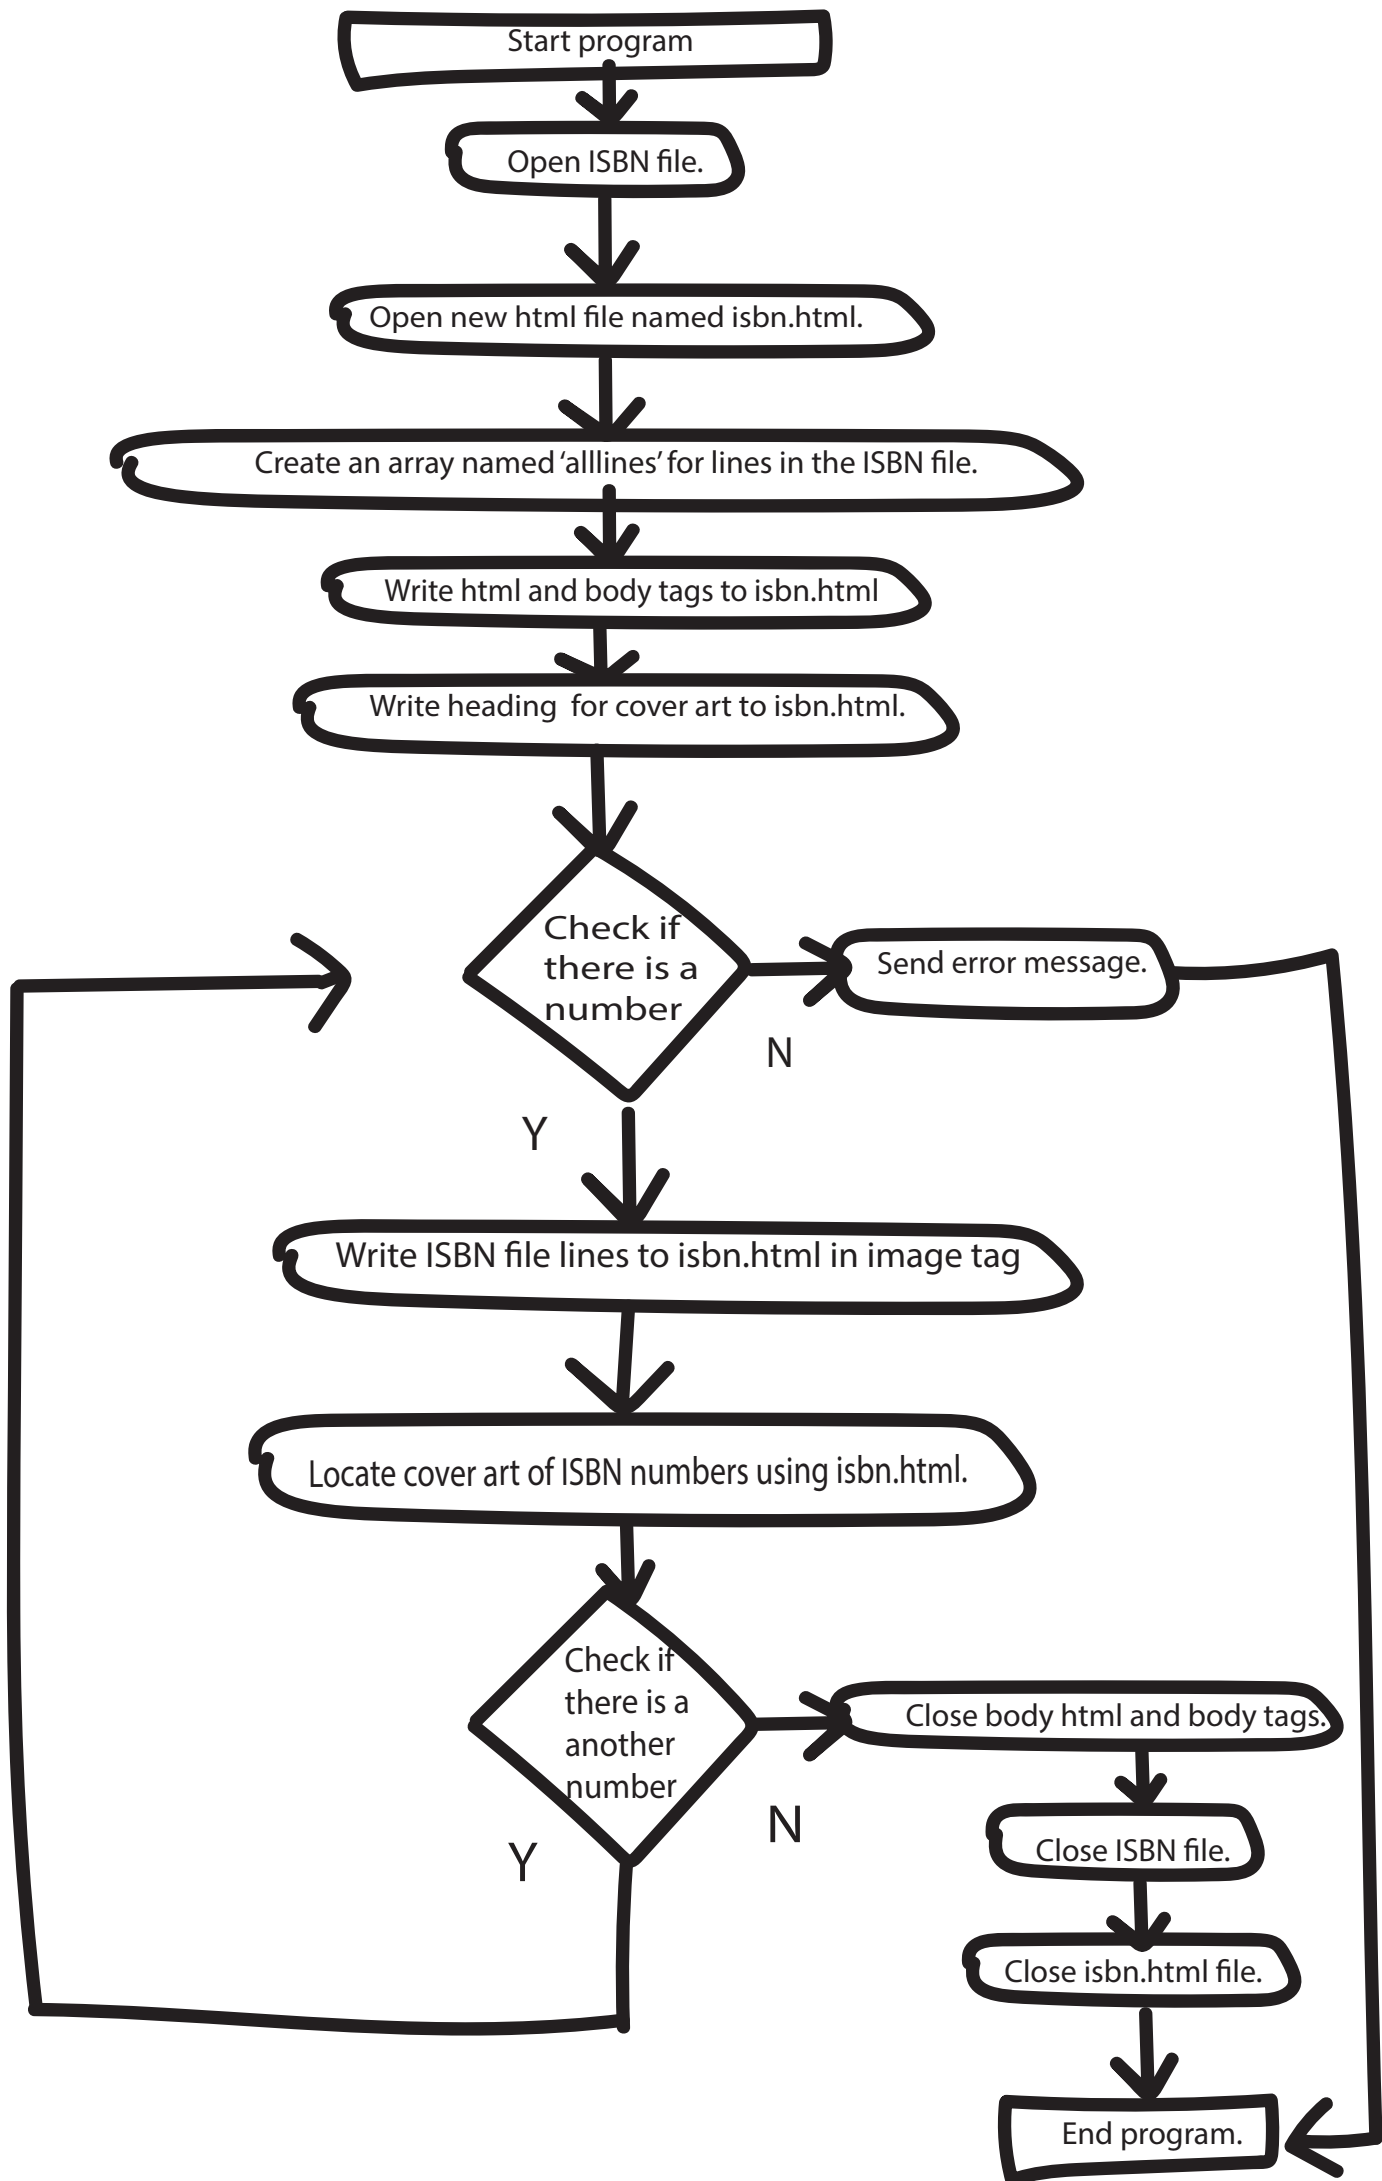 Start program
Open ISBN file.
Open new html file named isbn.html.
Create an array named ‘alllines’ for lines in the ISBN file.
Write html and body tags to isbn.html
Write heading  for cover art to isbn.html.
Check if
there is a
number
Send error message.
N
Y
Write ISBN file lines to isbn.html in image tag
Locate cover art of ISBN numbers using isbn.html.
Check if
there is a
another
number
Close body html and body tags.
N
Y
Close ISBN file.
Close isbn.html file.
End program.